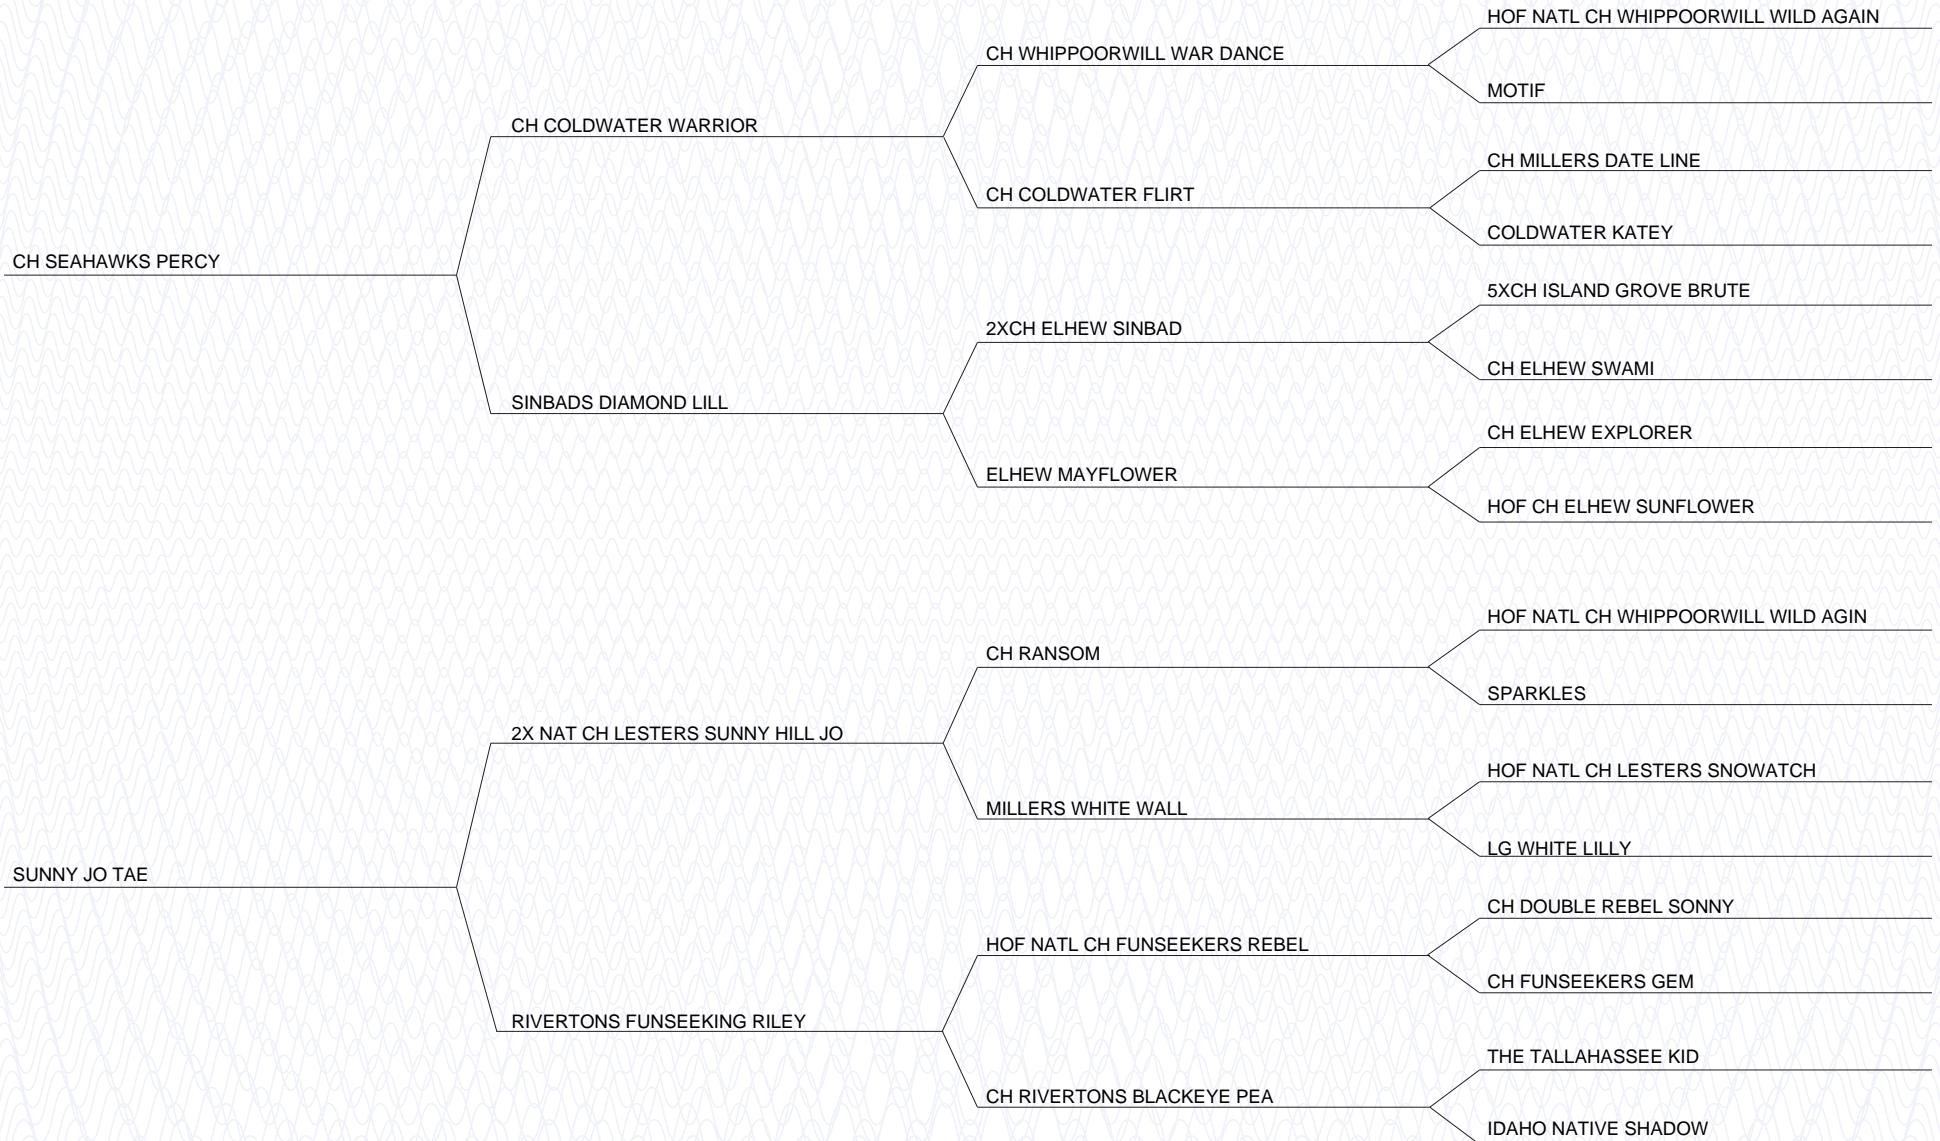 HOF NATL CH WHIPPOORWILL WILD AGAIN
CH WHIPPOORWILL WAR DANCE
MOTIF
CH COLDWATER WARRIOR
CH MILLERS DATE LINE
CH COLDWATER FLIRT
COLDWATER KATEY
CH SEAHAWKS PERCY
5XCH ISLAND GROVE BRUTE
2XCH ELHEW SINBAD
CH ELHEW SWAMI
SINBADS DIAMOND LILL
CH ELHEW EXPLORER
ELHEW MAYFLOWER
HOF CH ELHEW SUNFLOWER
HOF NATL CH WHIPPOORWILL WILD AGIN
CH RANSOM
SPARKLES
2X NAT CH LESTERS SUNNY HILL JO
HOF NATL CH LESTERS SNOWATCH
MILLERS WHITE WALL
LG WHITE LILLY
SUNNY JO TAE
CH DOUBLE REBEL SONNY
HOF NATL CH FUNSEEKERS REBEL
CH FUNSEEKERS GEM
RIVERTONS FUNSEEKING RILEY
THE TALLAHASSEE KID
CH RIVERTONS BLACKEYE PEA
IDAHO NATIVE SHADOW